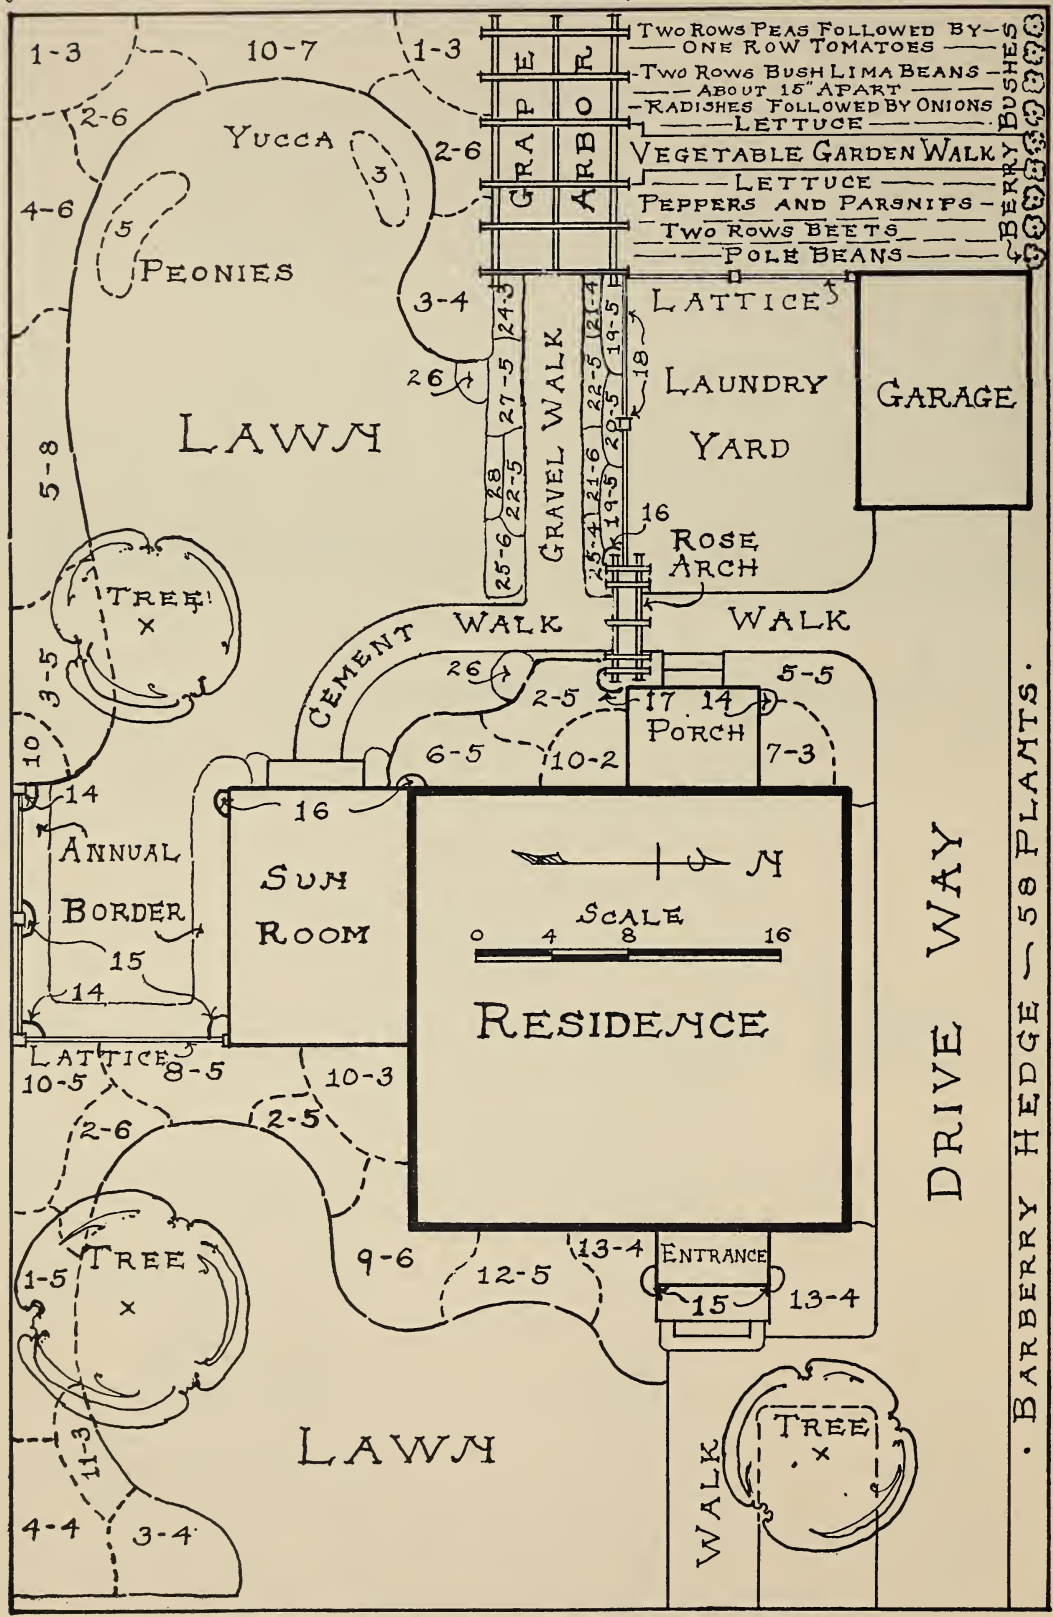 1-3
10-7
1-3
2-6
YUCCA
3
2-6
4-6
5
PEONIES
3-4
GRAPE
ARBOR
TWO ROWS PEAS FOLLOWED BY
ONE ROW TOMATOES
TWO ROWS BUSH LIMA BEANS
ABOUT 15" APART
RADISHES FOLLOWED BY ONIONS
LETTUCE
VEGETABLE GARDEN WALK
LETTUCE
PEPPERS AND PARSNIPS
TWO ROWS BEETS
POLE BEANS
BERRY BUSHES
LATTICE
24-3
21-4
19-5
18
26
27-5
22-5
20-5
GRAVEL WALK
LAUNDRY
YARD
GARAGE
LAWN
5-8
28
22-5
21-6
19-5
25-6
25-4
16
ROSE
ARCH
TREE
x
CEMENT WALK
WALK
3-5
26
2-5
17
14
5-5
PORCH
6-5
10-2
7-3
10
14
16
ANNUAL
BORDER
15
14
SUN
ROOM
N
SCALE
0 4 8 16
RESIDENCE
LATTICE
10-5
8-5
10-3
2-6
2-5
DRIVE WAY
BARBERRY HEDGE - 58 PLANTS.
TREE
1-5
x
9-6
12-5
13-4
ENTRANCE
15
13-4
11-3
LAWN
WALK
TREE
x
4-4
3-4